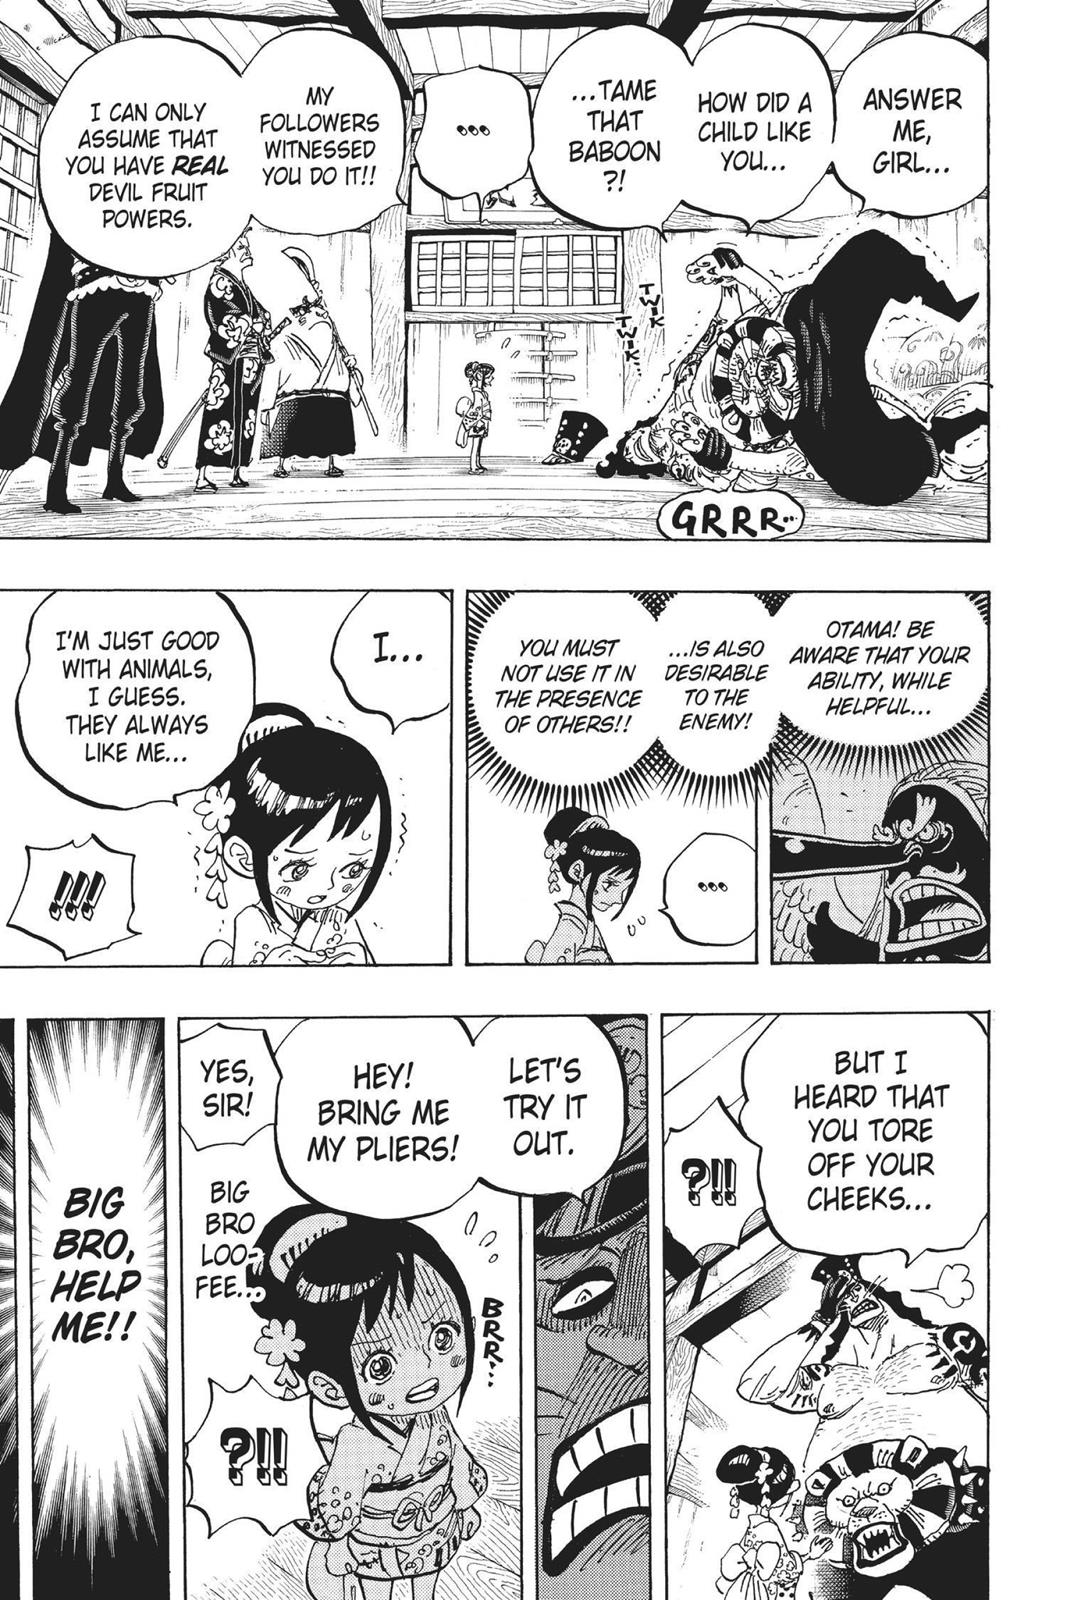 ANSWER
ME,
GIRL...
HOW DID A
CHILD LIKE
YOU...
...TAME
THAT
BABOON
?!
...
MY
FOLLOWERS
WITNESSED
YOU DO IT!!
I CAN ONLY
ASSUME THAT
YOU HAVE REAL
DEVIL FRUIT
POWERS.
TWIK
TWIK...
GRRR...
OTAMA! BE
AWARE THAT YOUR
ABILITY, WHILE
HELPFUL...
...IS ALSO
DESIRABLE
TO THE
ENEMY!
YOU MUST
NOT USE IT IN
THE PRESENCE
OF OTHERS!!
...
I...
I'M JUST GOOD
WITH ANIMALS,
I GUESS.
THEY ALWAYS
LIKE ME...
!!!!
BUT I
HEARD THAT
YOU TORE
OFF YOUR
CHEEKS...
?!!
LET'S
TRY IT
OUT.
HEY!
BRING ME
MY PLIERS!
YES,
SIR!
BIG
BRO
LOO-
FEE...
BRR...
?!!
BIG
BRO,
HELP
ME!!